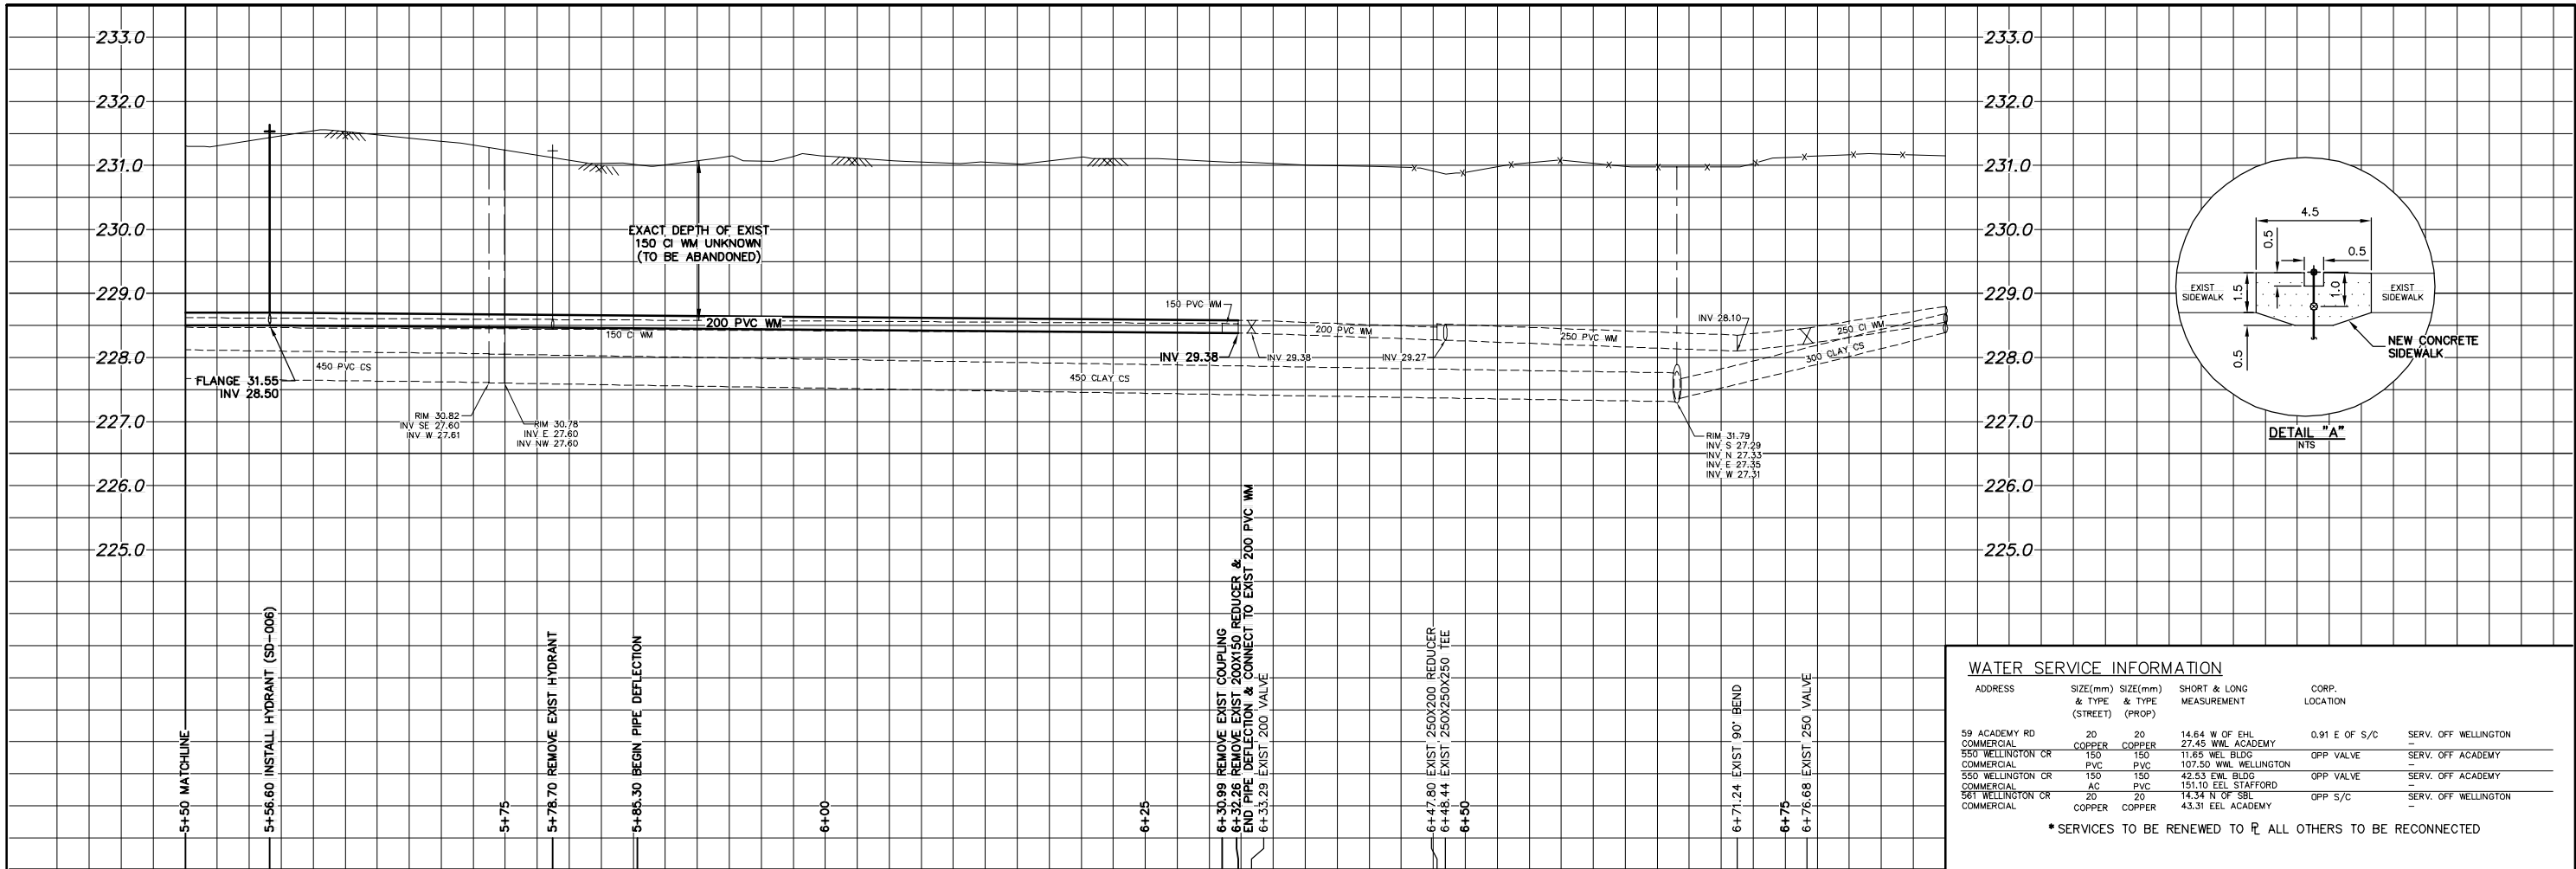 233.0
233.0
232.0
232.0
231.0
231.0
230.0
230.0
229.0
229.0
228.0
228.0
227.0
227.0
226.0
226.0
225.0
225.0
EXACT DEPTH OF EXIST
150 CI WM UNKNOWN
(TO BE ABANDONED)
150 PVC WM
200 PVC WM
150 CI WM
200 PVC WM
250 PVC WM
INV 28.10
250 CI WM
300 CLAY CS
INV 29.38
INV 29.38
INV 29.27
450 PVC CS
450 CLAY CS
FLANGE 31.55
INV 28.50
RIM 30.82
INV SE 27.60
INV W 27.61
RIM 30.78
INV E 27.60
INV NW 27.60
RIM 31.79
INV S 27.29
INV N 27.33
INV E 27.35
INV W 27.31
4.5
0.5
0.5
1.5
1.0
0.5
EXIST
SIDEWALK
EXIST
SIDEWALK
NEW CONCRETE
SIDEWALK
DETAIL "A"
NTS
5+50 MATCHLINE
5+56.60 INSTALL HYDRANT (SD-006)
5+75
5+78.70 REMOVE EXIST HYDRANT
5+85.30 BEGIN PIPE DEFLECTION
6+00
6+25
6+30.99 REMOVE EXIST COUPLING
6+32.26 REMOVE EXIST 200X150 REDUCER &
END PIPE DEFLECTION & CONNECT TO EXIST 200 PVC WM
6+33.29 EXIST 200 VALVE
6+47.80 EXIST 250X200 REDUCER
6+48.44 EXIST 250X250X250 TEE
6+50
6+71.24 EXIST 90° BEND
6+75
6+76.68 EXIST 250 VALVE
WATER SERVICE INFORMATION
ADDRESS SIZE(mm) SIZE(mm) SHORT & LONG CORP.
& TYPE & TYPE MEASUREMENT LOCATION
(STREET) (PROP)
59 ACADEMY RD 20 20 14.64 W OF EHL 0.91 E OF S/C SERV. OFF WELLINGTON
COMMERCIAL COPPER COPPER 27.45 WWL ACADEMY –
550 WELLINGTON CR 150 150 11.65 WEL BLDG OPP VALVE SERV. OFF ACADEMY
COMMERCIAL PVC PVC 107.50 WWL WELLINGTON –
550 WELLINGTON CR 150 150 42.53 EWL BLDG OPP VALVE SERV. OFF ACADEMY
COMMERCIAL AC PVC 151.10 EEL STAFFORD –
561 WELLINGTON CR 20 20 14.34 N OF SBL OPP S/C SERV. OFF WELLINGTON
COMMERCIAL COPPER COPPER 43.31 EEL ACADEMY –
* SERVICES TO BE RENEWED TO PL ALL OTHERS TO BE RECONNECTED